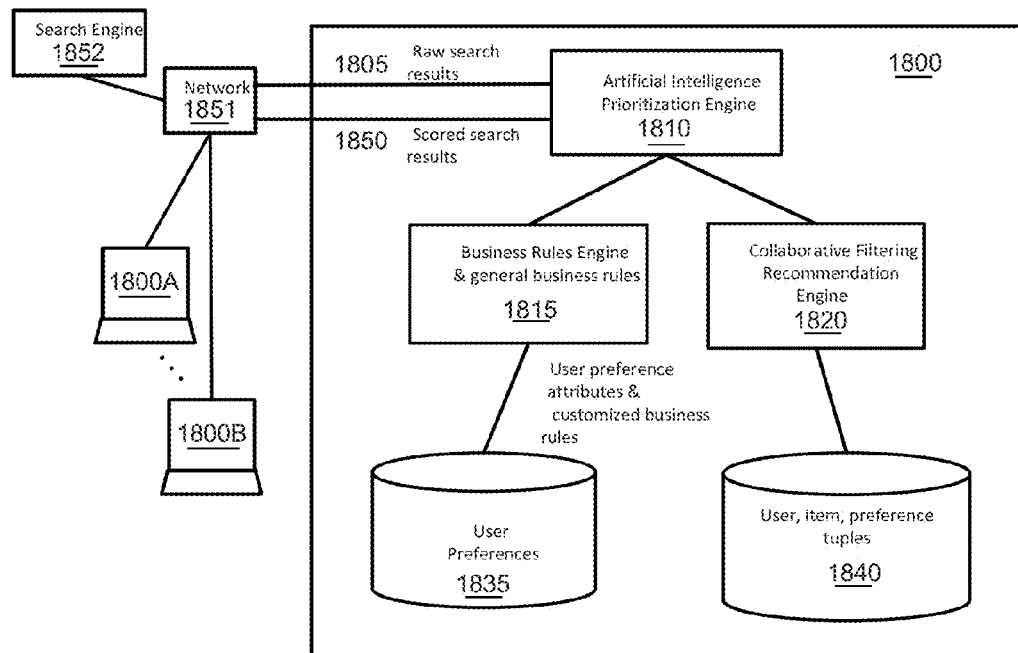 Search Engine
1852
Network
1851
1805 Raw search
results
1850 Scored search
results
Artificial Intelligence
Prioritization Engine
1810
1800
1800A
1800B
Business Rules Engine
& general business rules
1815
Collaborative Filtering
Recommendation
Engine
1820
User preference
attributes &
customized business
rules
User
Preferences
1835
User, item, preference
tuples
1840